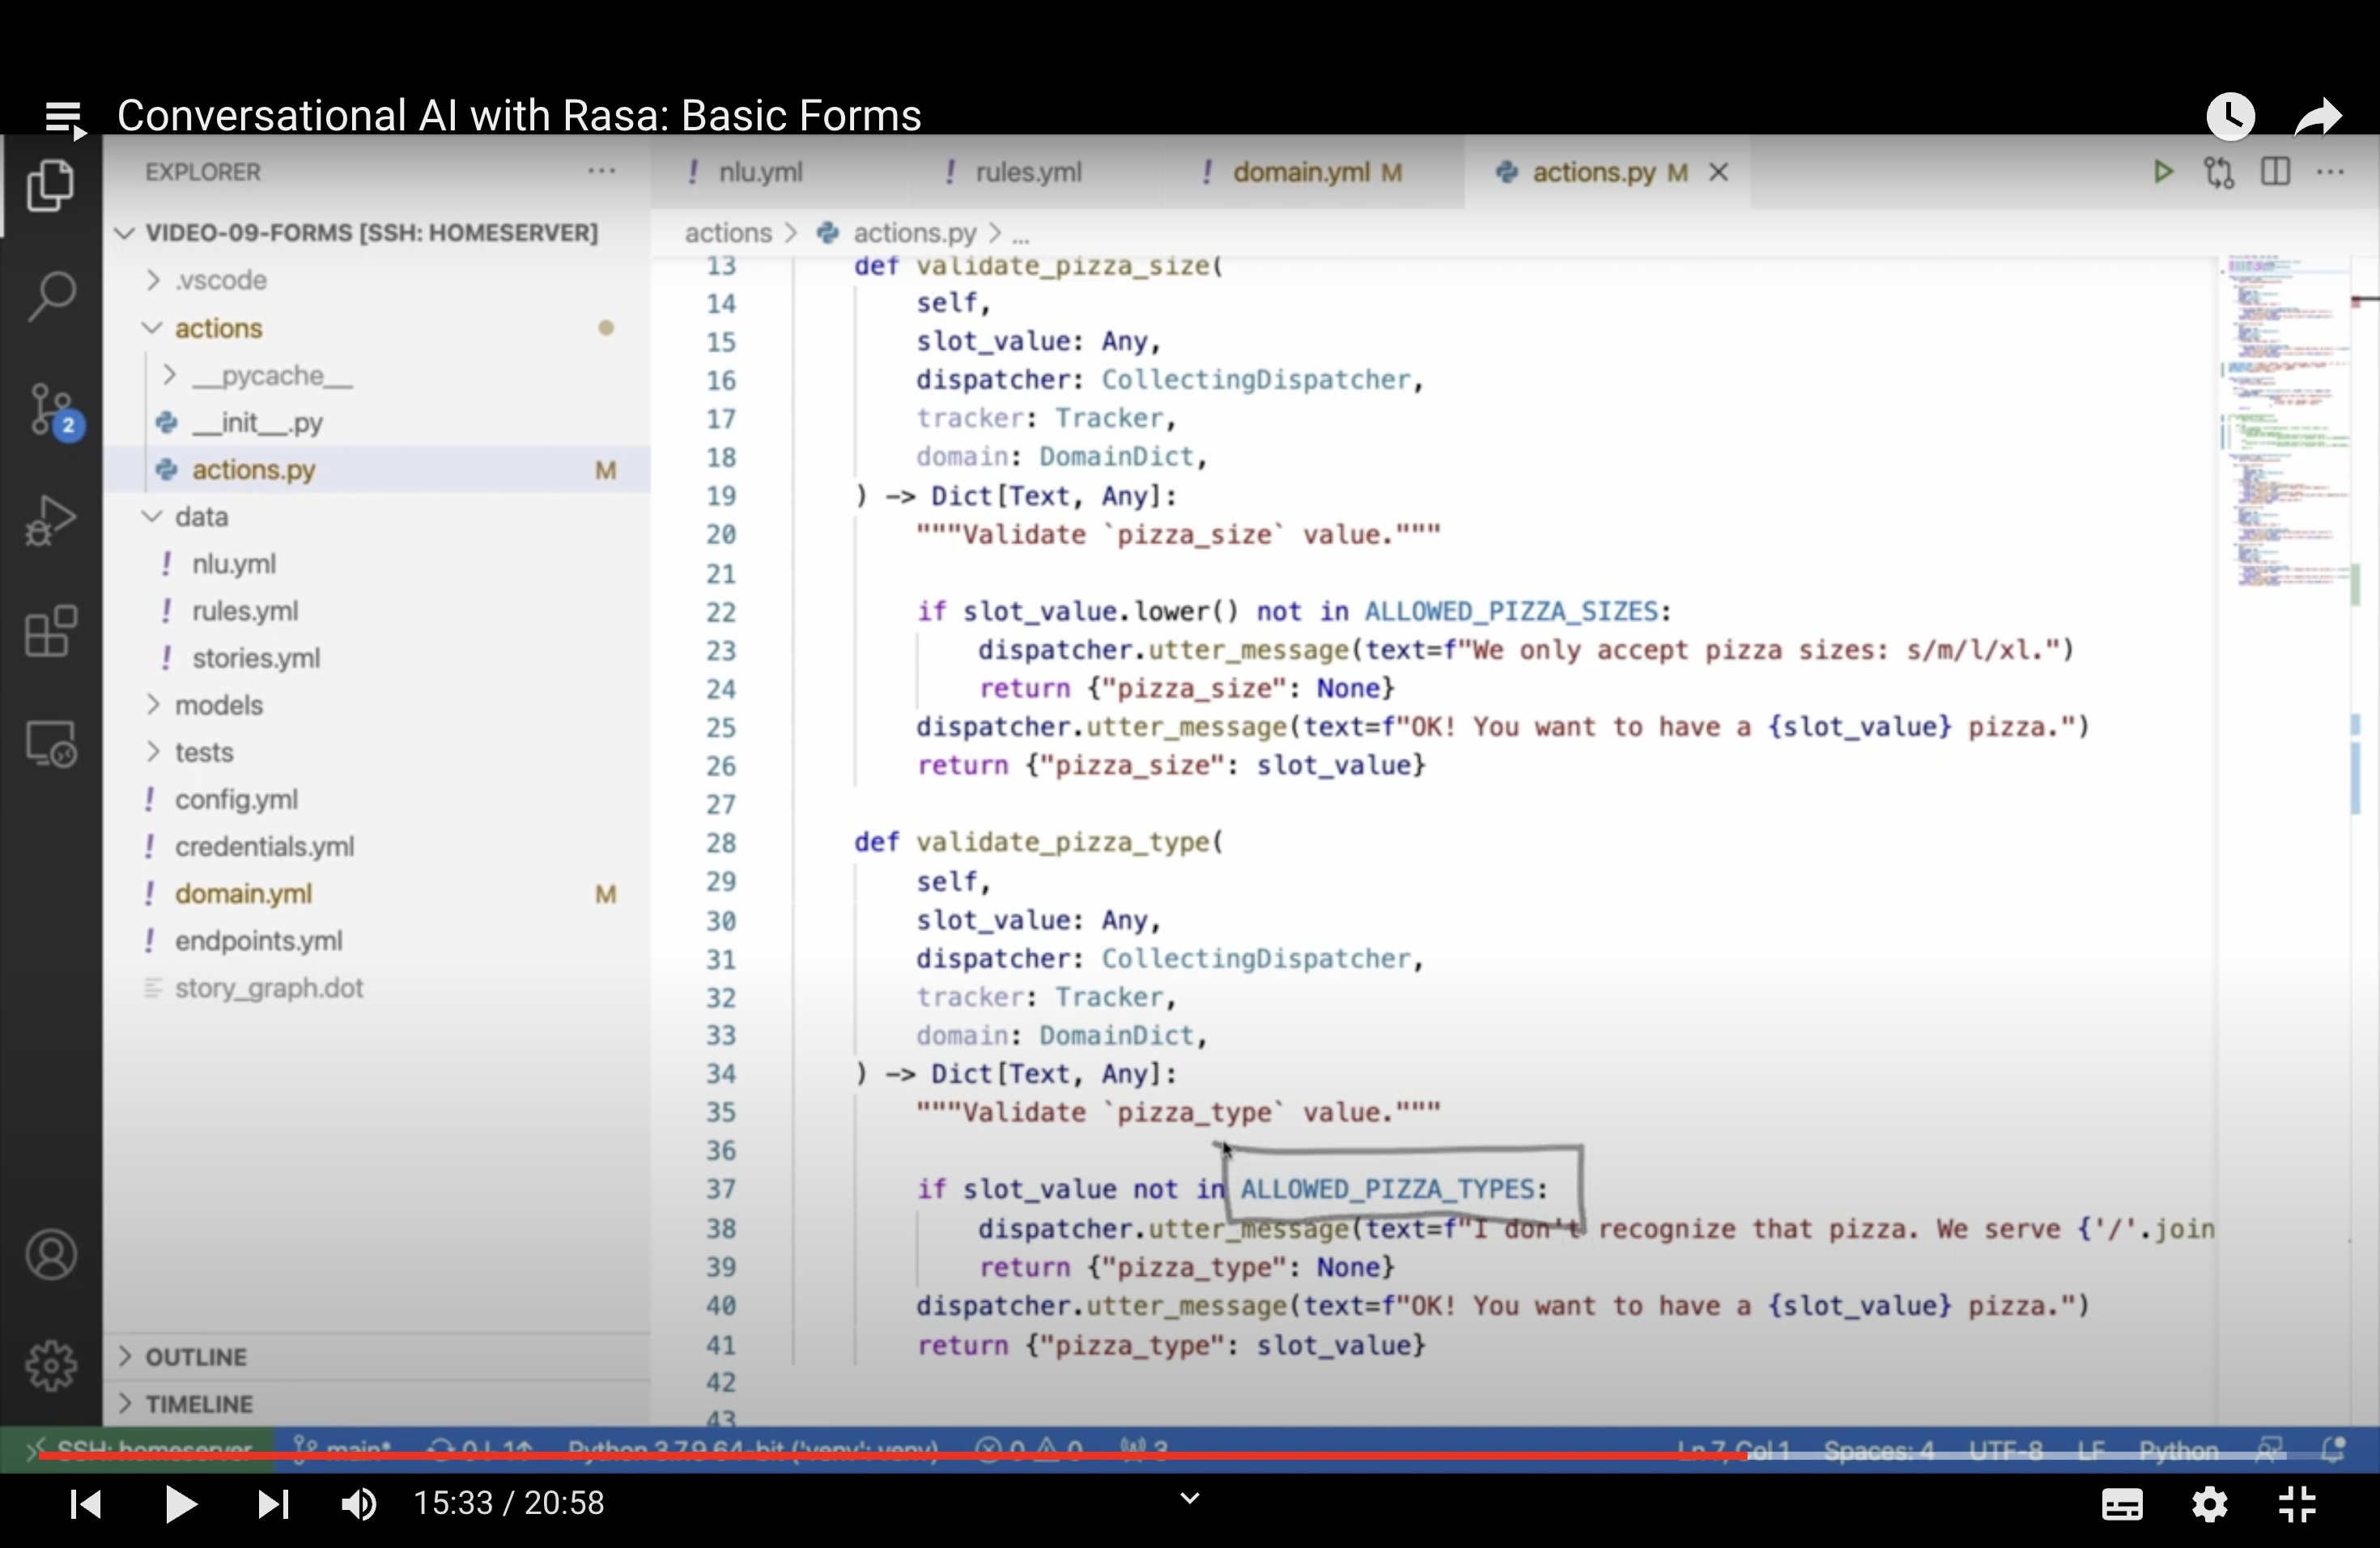 Conversational AI with Rasa: Basic Forms
EXPLORER
VIDEO-09-FORMS [SSH: HOMESERVER]
.vscode
actions
__pycache__
__init__.py
actions.py M
data
nlu.yml
rules.yml
stories.yml
models
tests
config.yml
credentials.yml
domain.yml M
endpoints.yml
story_graph.dot
OUTLINE
TIMELINE
2
nlu.yml rules.yml domain.yml M actions.py M
actions > actions.py > ...
13 def validate_pizza_size(
14 self,
15 slot_value: Any,
16 dispatcher: CollectingDispatcher,
17 tracker: Tracker,
18 domain: DomainDict,
19 ) -> Dict[Text, Any]:
20 """Validate `pizza_size` value."""
21
22 if slot_value.lower() not in ALLOWED_PIZZA_SIZES:
23 dispatcher.utter_message(text=f"We only accept pizza sizes: s/m/l/xl.")
24 return {"pizza_size": None}
25 dispatcher.utter_message(text=f"OK! You want to have a {slot_value} pizza.")
26 return {"pizza_size": slot_value}
27
28 def validate_pizza_type(
29 self,
30 slot_value: Any,
31 dispatcher: CollectingDispatcher,
32 tracker: Tracker,
33 domain: DomainDict,
34 ) -> Dict[Text, Any]:
35 """Validate `pizza_type` value."""
36
37 if slot_value not in ALLOWED_PIZZA_TYPES:
38 dispatcher.utter_message(text=f"I don't recognize that pizza. We serve {'/'.join
39 return {"pizza_type": None}
40 dispatcher.utter_message(text=f"OK! You want to have a {slot_value} pizza.")
41 return {"pizza_type": slot_value}
42
43
SSH: homeserver main* 0↓ 1↑ Python 3.7.9 64-bit ('venv': venv) 0 0 3 Ln 7, Col 1 Spaces: 4 UTF-8 LF Python
15:33 / 20:58